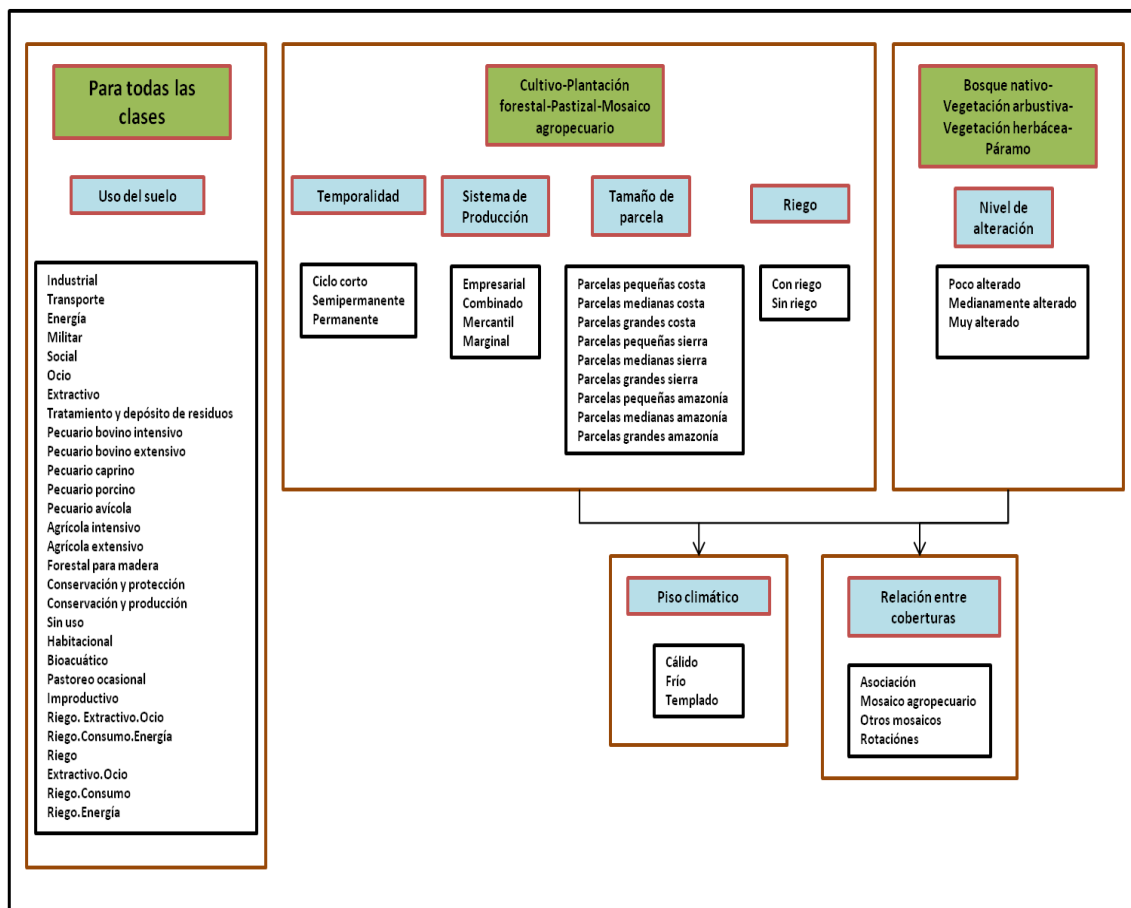 Para todas las
clases
Uso del suelo
Industrial
Transporte
Energía
Militar
Social
Ocio
Extractivo
Tratamiento y depósito de residuos
Pecuario bovino intensivo
Pecuario bovino extensivo
Pecuario caprino
Pecuario porcino
Pecuario avícola
Agrícola intensivo
Agrícola extensivo
Forestal para madera
Conservación y protección
Conservación y producción
Sin uso
Habitacional
Bioacuático
Pastoreo ocasional
Improductivo
Riego. Extractivo.Ocio
Riego.Consumo.Energía
Riego
Extractivo.Ocio
Riego.Consumo
Riego.Energía
Cultivo-Plantación
forestal-Pastizal-Mosaico
agropecuario
Temporalidad
Ciclo corto
Semipermanente
Permanente
Sistema de
Producción
Empresarial
Combinado
Mercantil
Marginal
Tamaño de
parcela
Parcelas pequeñas costa
Parcelas medianas costa
Parcelas grandes costa
Parcelas pequeñas sierra
Parcelas medianas sierra
Parcelas grandes sierra
Parcelas pequeñas amazonía
Parcelas medianas amazonía
Parcelas grandes amazonía
Riego
Con riego
Sin riego
Bosque nativo-
Vegetación arbustiva-
Vegetación herbácea-
Páramo
Nivel de
alteración
Poco alterado
Medianamente alterado
Muy alterado
Piso climático
Cálido
Frío
Templado
Relación entre
coberturas
Asociación
Mosaico agropecuario
Otros mosaicos
Rotaciónes